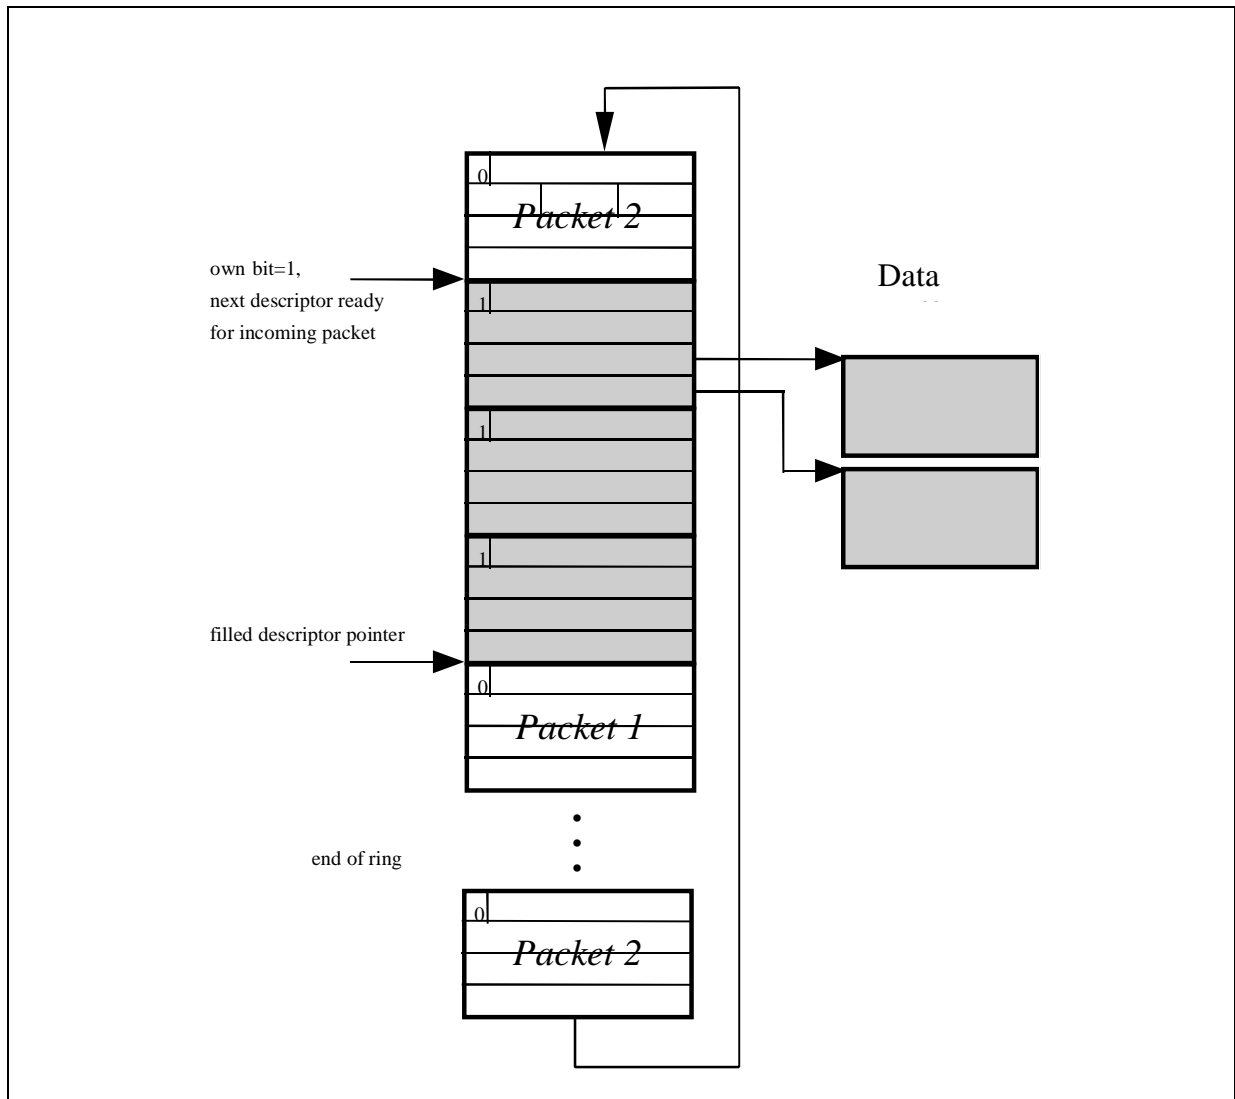 0
Packet 2
own bit=1,
next descriptor ready
for incoming packet
Data
1
1
1
filled descriptor pointer
0
Packet 1
end of ring
0
Packet 2